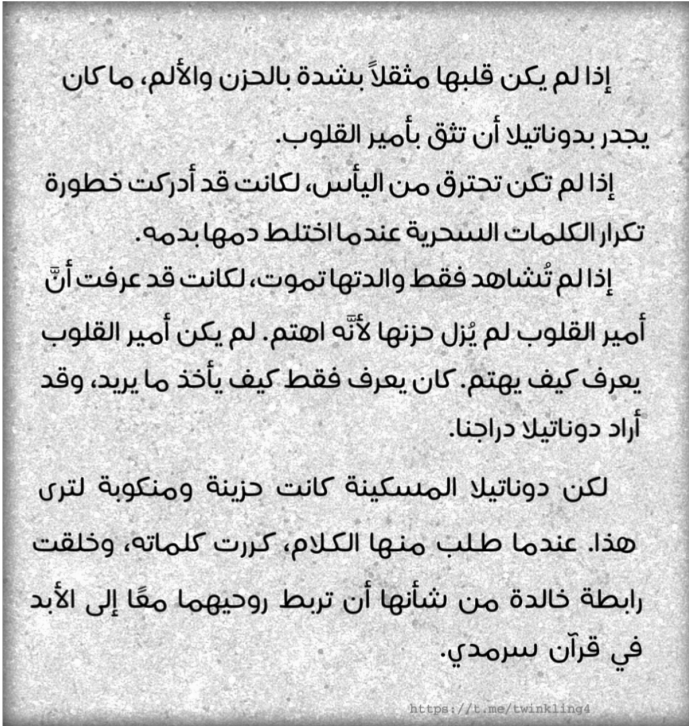 إذا لم يكن قلبها مثقلاً بشدة بالحزن والألم، ما كان
يجدر بدوناتيلا أن تثق بأمير القلوب.
إذا لم تكن تحترق من اليأس، لكانت قد أدركت خطورة
تكرار الكلمات السحرية عندما اختلط دمها بدمه.
إذا لم تُشاهد فقط والدتها تموت، لكانت قد عرفت أنَّ
أمير القلوب لم يُزل حزنها لأنَّه اهتم. لم يكن أمير القلوب
يعرف كيف يهتم. كان يعرف فقط كيف يأخذ ما يريد، وقد
أراد دوناتيلا دراجنا.
لكن دوناتيلا المسكينة كانت حزينة ومنكوبة لترى
هذا. عندما طلب منها الكلام، كررت كلماته، وخلقت
رابطة خالدة من شأنها أن تربط روحيهما معًا إلى الأبد
في قرآن سرمدي.
https://t.me/twinkling4